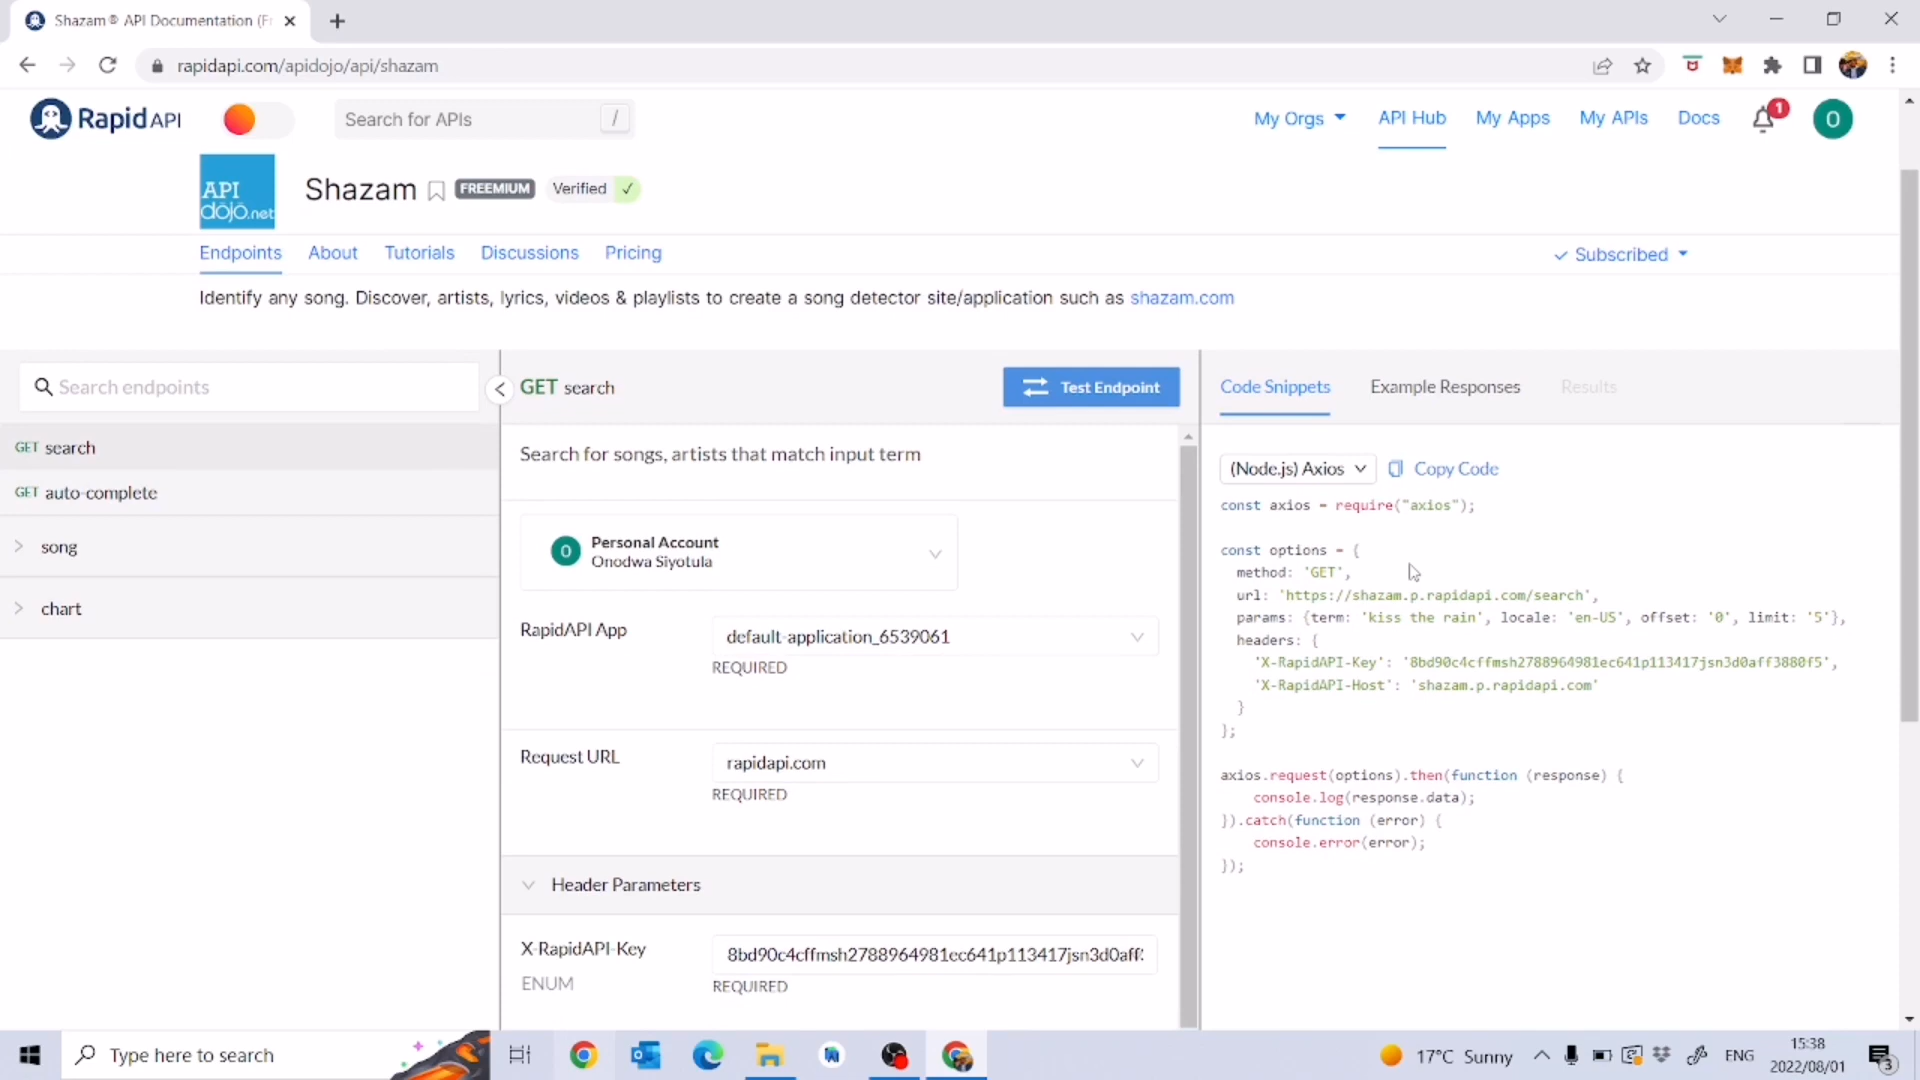 Shazam® API Documentation (Fr
rapidapi.com/apidojo/api/shazam
Rapid API
Search for APIs
/
My Orgs
API Hub
My Apps
My APIs
Docs
1
O
API
dojo.net
Shazam
FREEMIUM
Verified
Endpoints
About
Tutorials
Discussions
Pricing
Subscribed
Identify any song. Discover, artists, lyrics, videos & playlists to create a song detector site/application such as shazam.com
Search endpoints
GET search
GET auto-complete
song
chart
GET search
Test Endpoint
Search for songs, artists that match input term
O
Personal Account
Onodwa Siyotula
RapidAPI App
default-application_6539061
REQUIRED
Request URL
rapidapi.com
REQUIRED
Header Parameters
X-RapidAPI-Key
ENUM
8bd90c4cffmsh2788964981ec641p113417jsn3d0aff:
REQUIRED
Code Snippets
Example Responses
Results
(Node.js) Axios
Copy Code
const axios = require("axios");
const options = {
method: 'GET',
url: 'https://shazam.p.rapidapi.com/search',
params: {term: 'kiss the rain', locale: 'en-US', offset: '0', limit: '5'},
headers: {
'X-RapidAPI-Key': '8bd90c4cffmsh2788964981ec641p113417jsn3d0aff3880f5',
'X-RapidAPI-Host': 'shazam.p.rapidapi.com'
}
};
axios.request(options).then(function (response) {
console.log(response.data);
}).catch(function (error) {
console.error(error);
});
Type here to search
17°C Sunny
ENG
15:38
2022/08/01
3